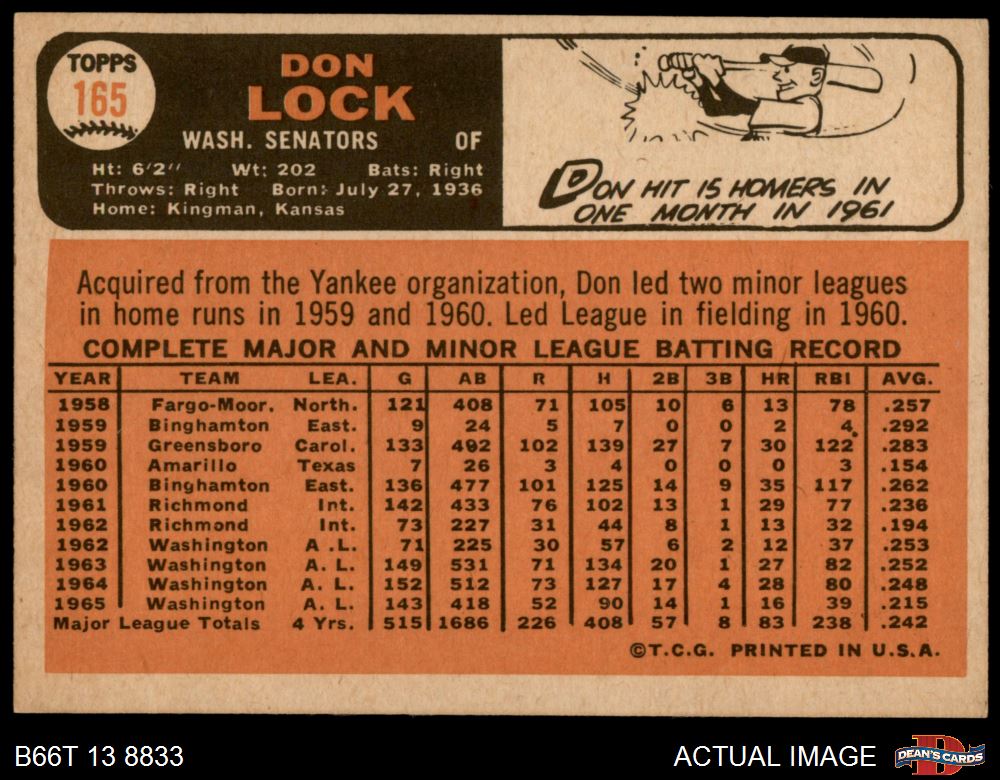 TOPPS
165
DON
LOCK
WASH. SENATORS OF
Ht: 6'2" Wt: 202 Bats: Right
Throws: Right Born: July 27, 1936
Home: Kingman, Kansas
DON HIT 15 HOMERS IN
ONE MONTH IN 1961
Acquired from the Yankee organization, Don led two minor leagues
in home runs in 1959 and 1960. Led League in fielding in 1960.
COMPLETE MAJOR AND MINOR LEAGUE BATTING RECORD
YEAR TEAM LEA. G AB R H 2B 3B HR RBI AVG.
1958 Fargo-Moor. North. 121 408 71 105 10 6 13 78 .257
1959 Binghamton East. 9 24 5 7 0 0 2 4 .292
1959 Greensboro Carol. 133 492 102 139 27 7 30 122 .283
1960 Amarillo Texas 7 26 3 4 0 0 0 3 .154
1960 Binghamton East. 136 477 101 125 14 9 35 117 .262
1961 Richmond Int. 142 433 76 102 13 1 29 77 .236
1962 Richmond Int. 73 227 31 44 8 1 13 32 .194
1962 Washington A .L. 71 225 30 57 6 2 12 37 .253
1963 Washington A. L. 149 531 71 134 20 1 27 82 .252
1964 Washington A. L. 152 512 73 127 17 4 28 80 .248
1965 Washington A. L. 143 418 52 90 14 1 16 39 .215
Major League Totals 4 Yrs. 515 1686 226 408 57 8 83 238 .242
©T.C.G. PRINTED IN U.S.A.
B66T 13 8833 ACTUAL IMAGE DEAN'S CARDS